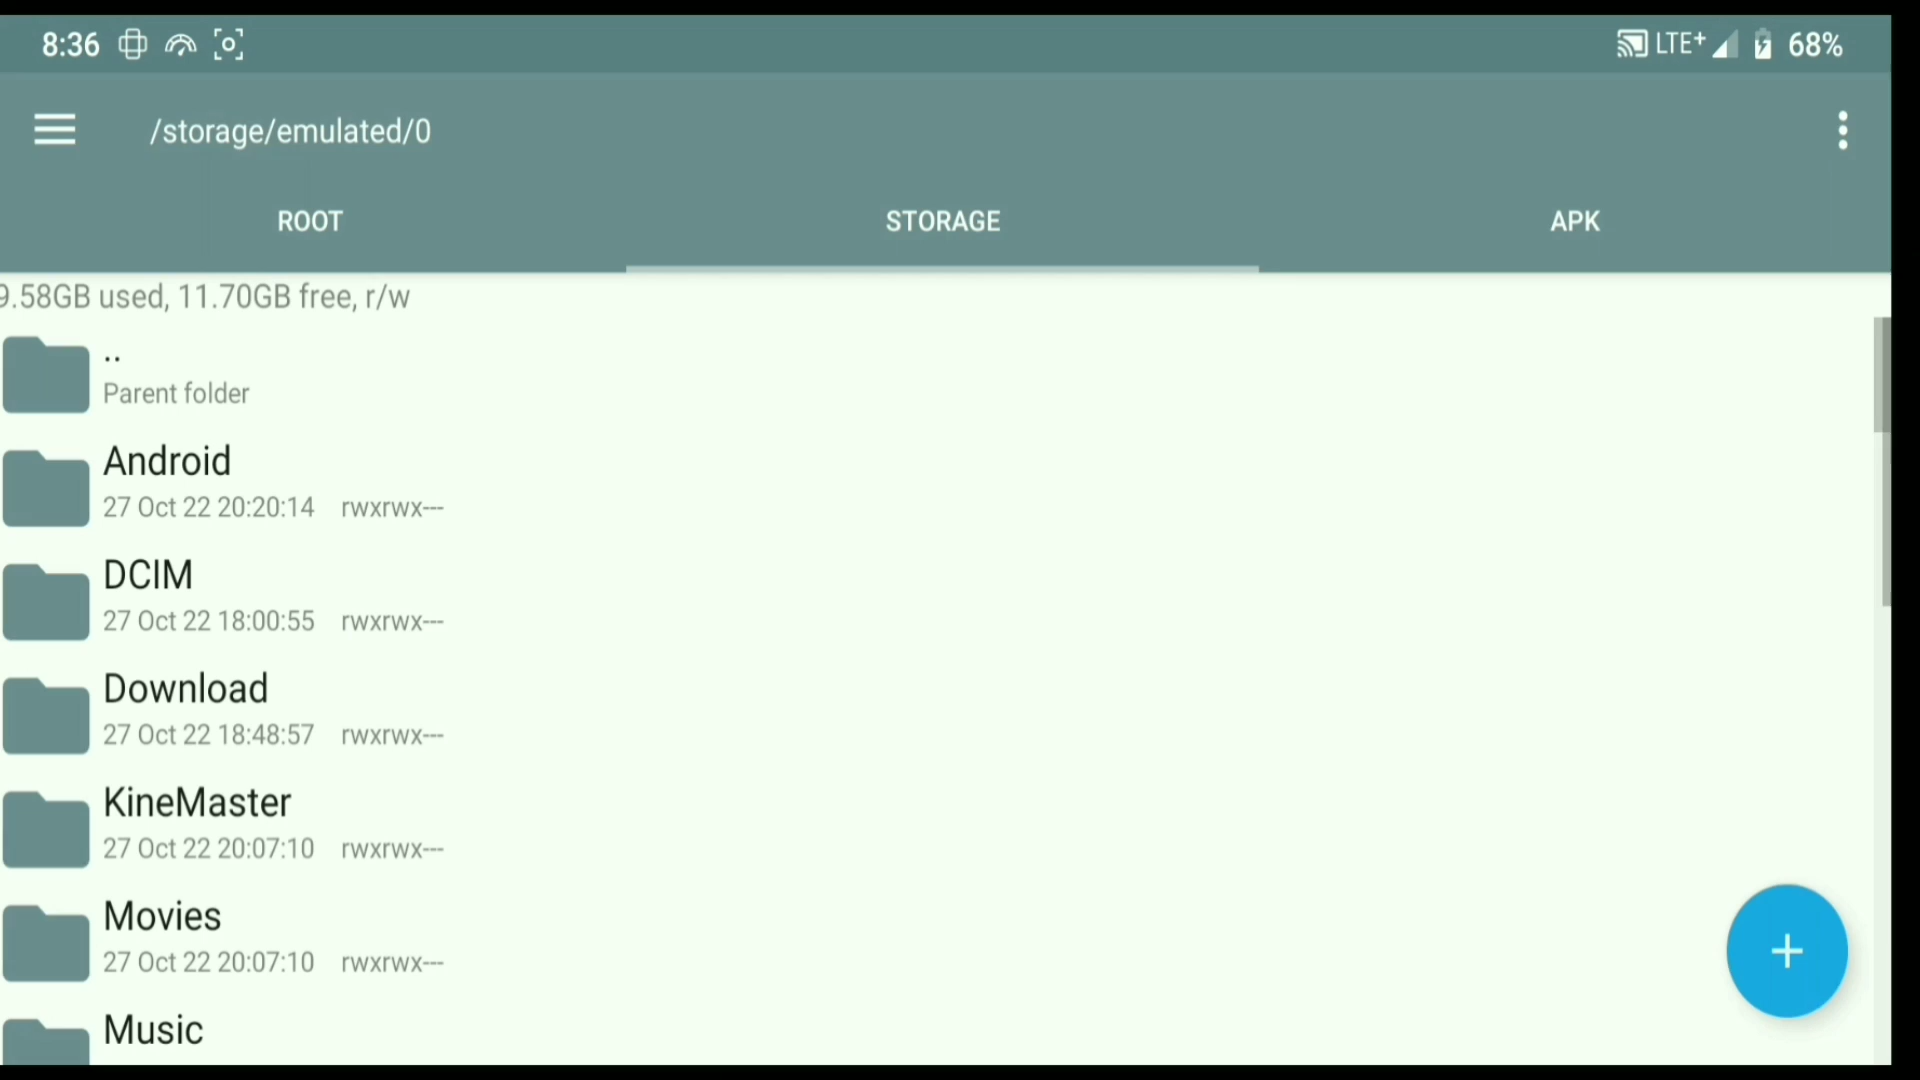 8:36 LTE+ 68%
/storage/emulated/0
ROOT STORAGE APK
9.58GB used, 11.70GB free, r/w
..
Parent folder
Android
27 Oct 22 20:20:14 rwxrwx---
DCIM
27 Oct 22 18:00:55 rwxrwx---
Download
27 Oct 22 18:48:57 rwxrwx---
KineMaster
27 Oct 22 20:07:10 rwxrwx---
Movies
27 Oct 22 20:07:10 rwxrwx---
Music